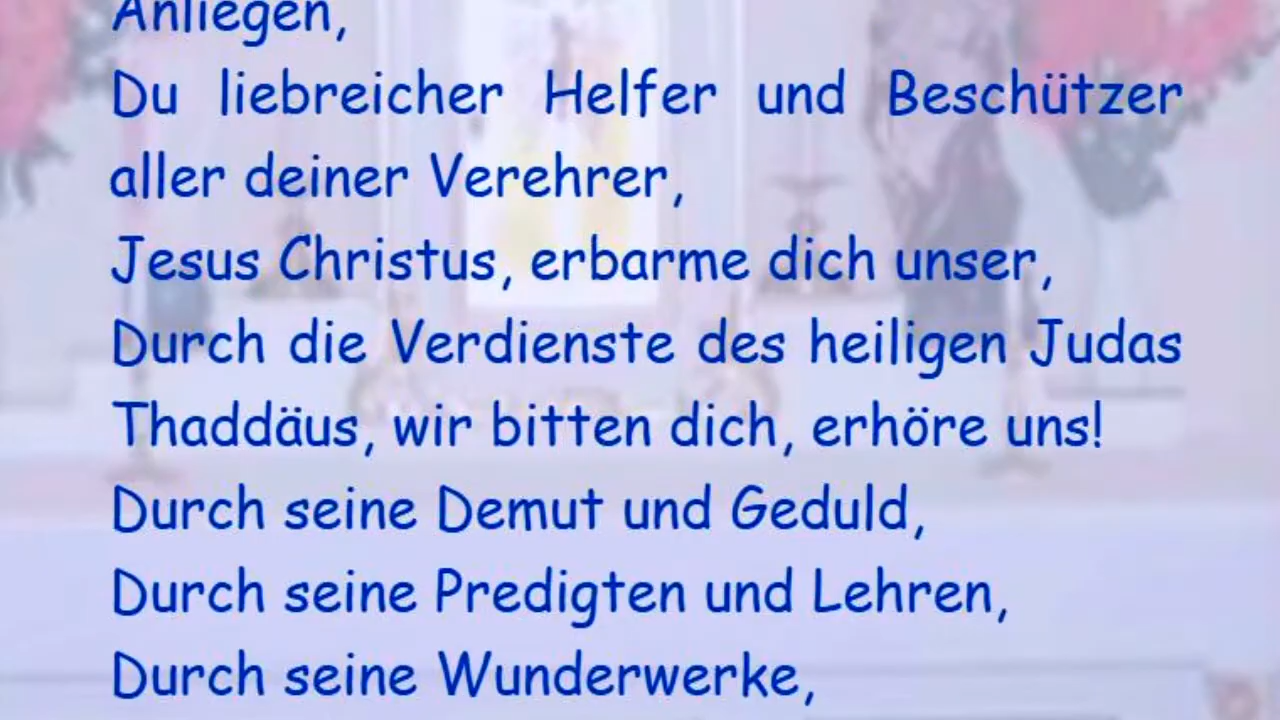 Anliegen,
Du liebreicher Helfer und Beschützer
aller deiner Verehrer,
Jesus Christus, erbarme dich unser,
Durch die Verdienste des heiligen Judas
Thaddäus, wir bitten dich, erhöre uns!
Durch seine Demut und Geduld,
Durch seine Predigten und Lehren,
Durch seine Wunderwerke,